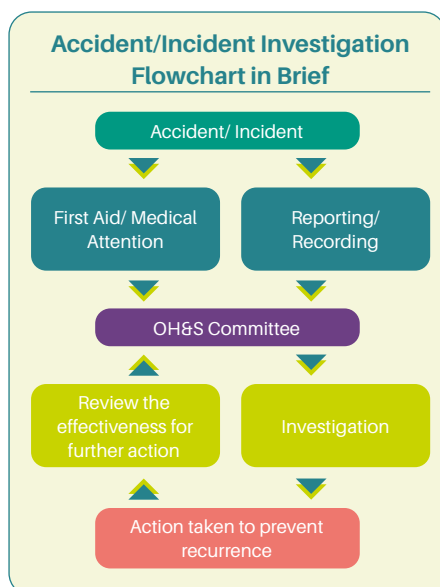 Accident/Incident Investigation
Flowchart in Brief
Accident/ Incident
First Aid/ Medical
Attention
Reporting/
Recording
OH&S Committee
Review the
effectiveness for
further action
Investigation
Action taken to prevent
recurrence